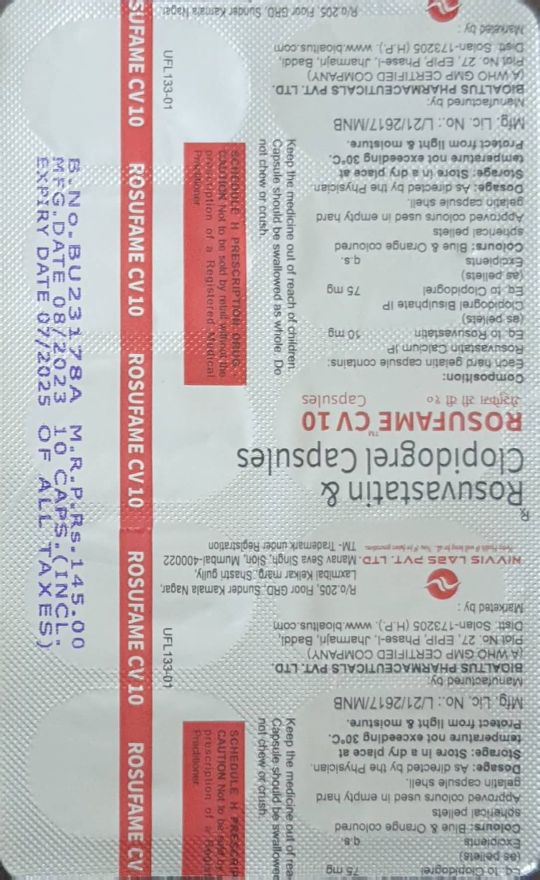 Eq. to Clopidogrel 75 mg
(as pellets)
Excipients q.s.
Colours: Blue & Orange coloured
spherical pellets
Approved colours used in empty hard
gelatin capsule shell.
Dosage: As directed by the Physician.
Storage: Store in a dry place at
temperature not exceeding 30°C.
Protect from light & moisture.
Mfg. Lic. No.: L/21/2617/MNB
Manufactured by:
BIOALTUS PHARMACEUTICALS PVT. LTD.
(A WHO GMP CERTIFIED COMPANY)
Plot No. 27, EPIP, Phase-I, Jharmajri, Baddi,
Distt. Solan-173205 (H.P.). www.bioaltus.com
Marketed by :
NIVVIS LABS PVT. LTD.
R/o.205, Floor GRD, Sunder Kamala Nagar,
Laxmibai Kelkar marg, Shastri gully,
Manav Seva Singh, Sion, Mumbai-400022
TM- Trademark under Registration
Keep the medicine out of rea
Capsule should be swallowe
not chew or crush.
SCHEDULE H PRESCRIP
CAUTION Not to be sold by
prescription of a Regis
Practitioner
UFL133-01
ROSUFAME CV
ROSUFAME CV 10
Rx
Rosuvastatin &
Clopidogrel Capsules
ROSUFAME™ CV 10
रोसुफेम सी वी १० Capsules
Composition:
Each hard gelatin capsule contains:
Rosuvastatin Calcium IP
Eq. to Rosuvastatin 10 mg
(as pellets)
Clopidogrel Bisulphate IP
Eq. to Clopidogrel 75 mg
(as pellets)
Excipients q.s.
Colours: Blue & Orange coloured
spherical pellets
Approved colours used in empty hard
gelatin capsule shell.
Dosage: As directed by the Physician.
Storage: Store in a dry place at
temperature not exceeding 30°C.
Protect from light & moisture.
Mfg. Lic. No.: L/21/2617/MNB
Manufactured by:
BIOALTUS PHARMACEUTICALS PVT. LTD.
(A WHO GMP CERTIFIED COMPANY)
Plot No. 27, EPIP, Phase-I, Jharmajri, Baddi,
Distt. Solan-173205 (H.P.). www.bioaltus.com
Marketed by :
R/o.205, Floor GRD, Sunder Kamala Nagar,
Keep the medicine out of reach of children.
Capsule should be swallowed as whole. Do
not chew or crush.
SCHEDULE H PRESCRIPTION DRUG
CAUTION Not to be sold by retail without the
prescription of a Registered Medical
Practitioner
UFL133-01
ROSUFAME CV 10
ROSUFAME CV 10
SUFAME CV 10
B.No.BU23178A M.R.P.Rs.145.00
MFG.DATE 08/2023 10 CAPS.(INCL.
EXPIRY DATE 07/2025 OF ALL TAXES)